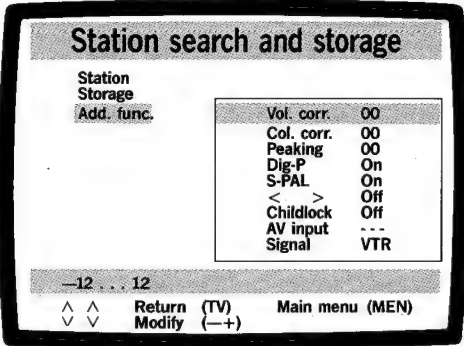 Station search and storage
Station
Storage
Add. func.
Vol. corr. 00
Col. corr. 00
Peaking 00
Dig-P On
S-PAL On
< > Off
Childlock Off
AV input ---
Signal VTR
—12 . . . 12
∧ ∧ Return (TV) Main menu (MEN)
∨ ∨ Modify (—+)